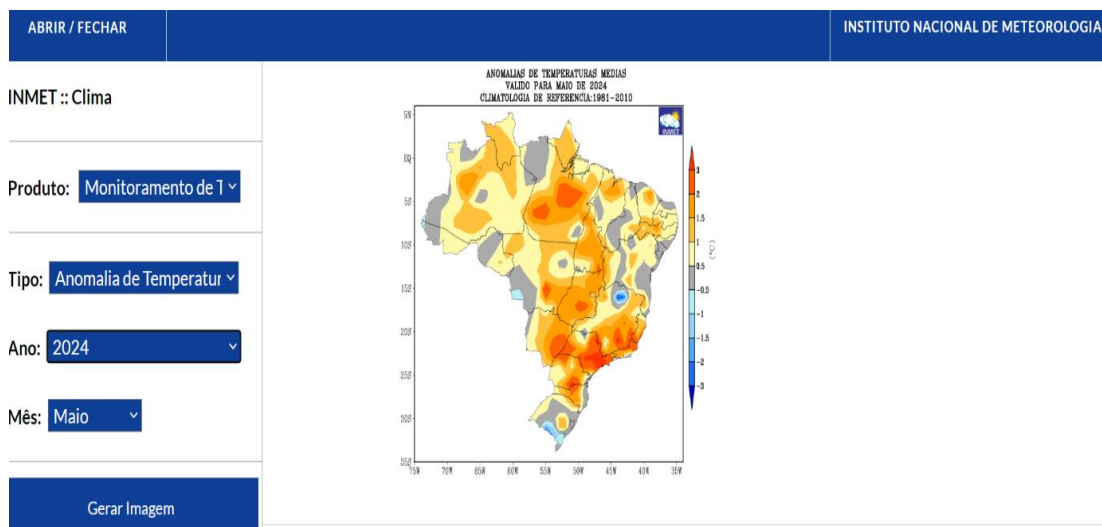 ABRIR / FECHAR
INSTITUTO NACIONAL DE METEOROLOGIA
INMET :: Clima
Produto: Monitoramento de T
Tipo: Anomalia de Temperatur
Ano: 2024
Mês: Maio
Gerar Imagem
ANOMALIAS DE TEMPERATURAS MEDIAS
VALIDO PARA MAIO DE 2024
CLIMATOLOGIA DE REFERENCIA:1981-2010
INMET
5N
EQ
5S
10S
15S
20S
25S
30S
35S
75W 70W 65W 60W 55W 50W 45W 40W 35W
3
2
1.5
1
0.5
-0.5
-1
-1.5
-2
-3
(°C)